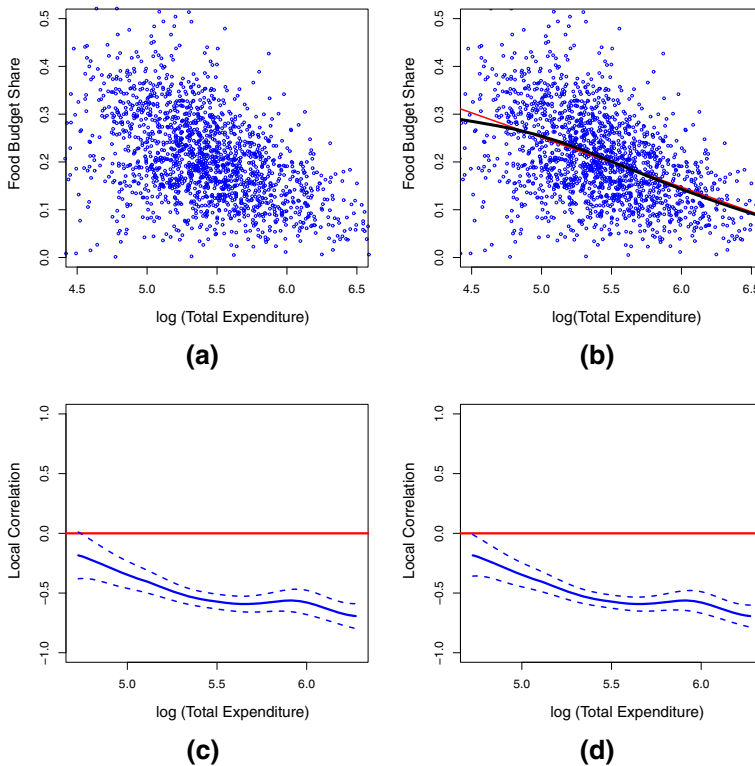 0.5
0.4
0.3
0.2
0.1
0.0
Food Budget Share
4.5 5.0 5.5 6.0 6.5
log (Total Expenditure)
(a)
0.5
0.4
0.3
0.2
0.1
0.0
Food Budget Share
4.5 5.0 5.5 6.0 6.5
log(Total Expenditure)
(b)
1.0
0.5
0.0
−0.5
−1.0
Local Correlation
5.0 5.5 6.0
log (Total Expenditure)
(c)
1.0
0.5
0.0
−0.5
−1.0
Local Correlation
5.0 5.5 6.0
log (Total Expenditure)
(d)